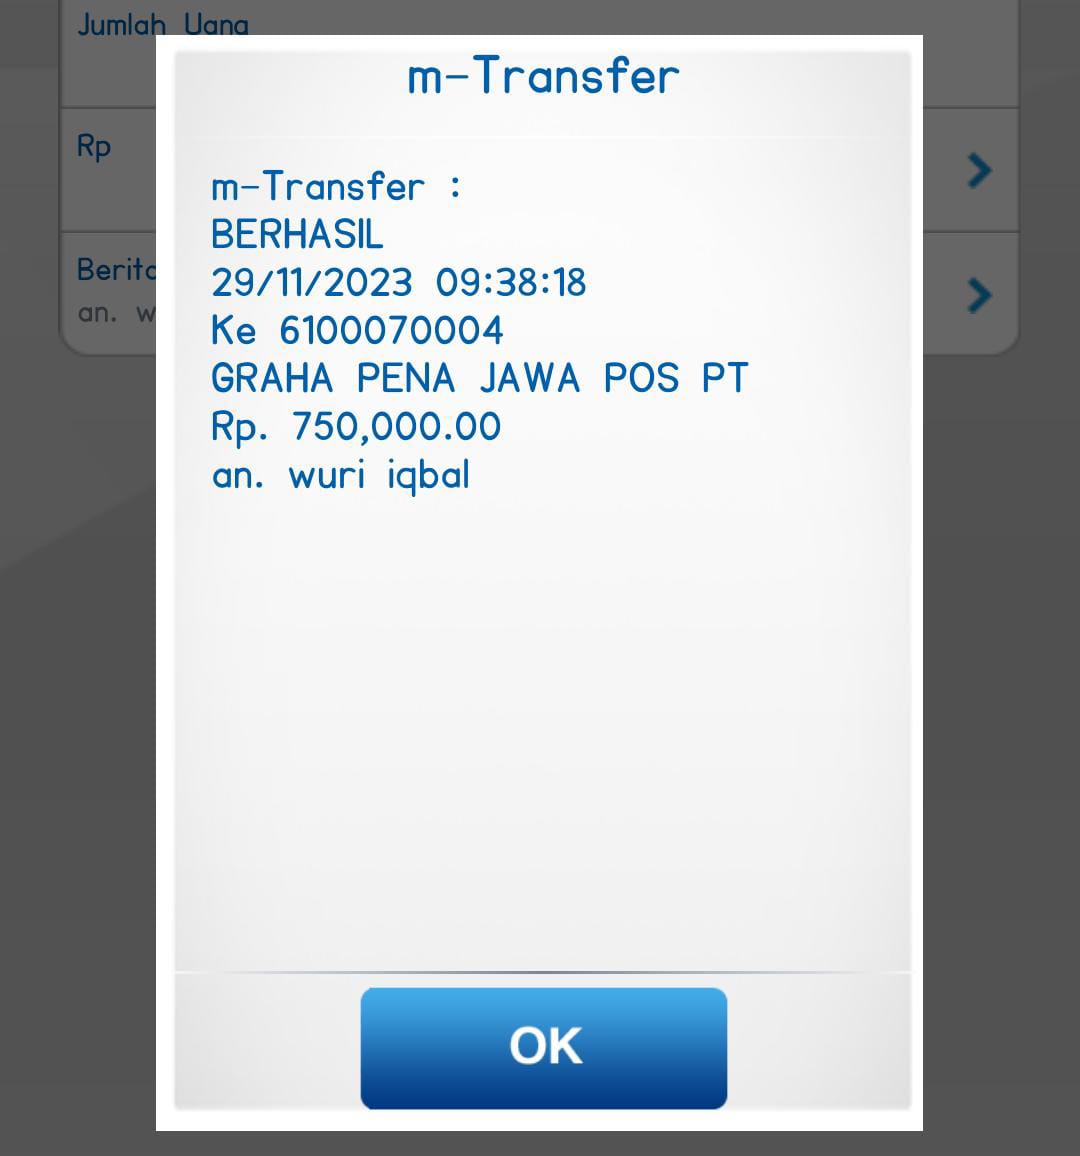 Jumlah Uang
m-Transfer
Rp
m-Transfer :
BERHASIL
29/11/2023 09:38:18
Ke 6100070004
GRAHA PENA JAWA POS PT
Rp. 750,000.00
an. wuri iqbal
an.
OK